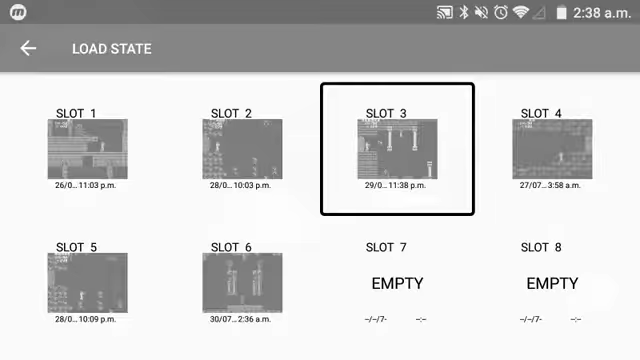 2:38 a.m.
LOAD STATE
SLOT 1
SLOT 2
SLOT 3
SLOT 4
26/0... 11:03 p.m.
28/0... 10:03 p.m.
29/0... 11:38 p.m.
27/07... 3:58 a.m.
SLOT 5
SLOT 6
SLOT 7
SLOT 8
EMPTY
EMPTY
28/0... 10:09 p.m.
30/07... 2:36 a.m.
--/--/7- --:--
--/--/7- --:--